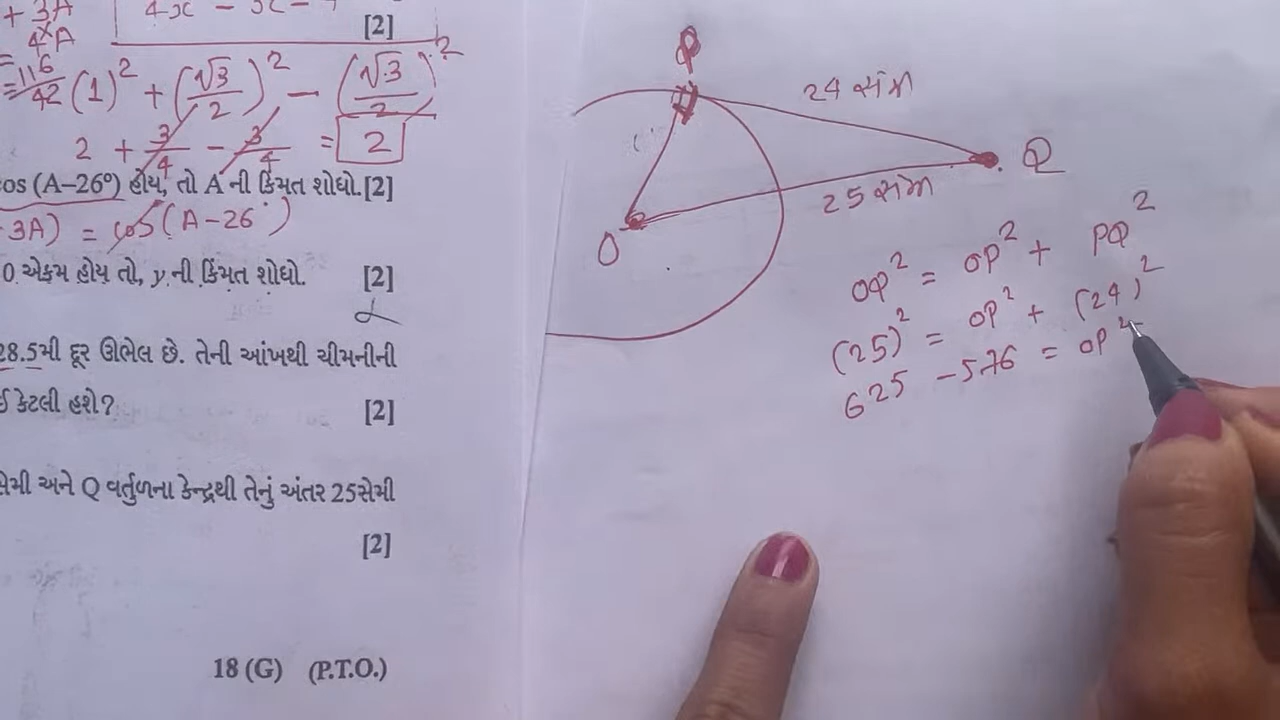 + 3A
= 4A
4x
[2]
= 116/42
(1)² + (√3/2)² − (√3/2)²
2 + 3/4 − 3/4 = 2
cos (A–26°) હોય, તો A ની કિંમત શોધો.[2]
3A) = cos (A-26°)
0 એકમ હોય તો, y ની કિંમત શોધો. [2]
28.5મી દૂર ઊભેલ છે. તેની આંખથી ચીમનીની
કેટલી હશે? [2]
સેમી અને Q વર્તુળના કેન્દ્રથી તેનું અંતર 25સેમી
[2]
18 (G) (P.T.O.)
P
24 સેમી
Q
25 સેમી
O
OQ² = OP² + PQ²
(25)² = OP² + (24)²
625 - 576 = OP²